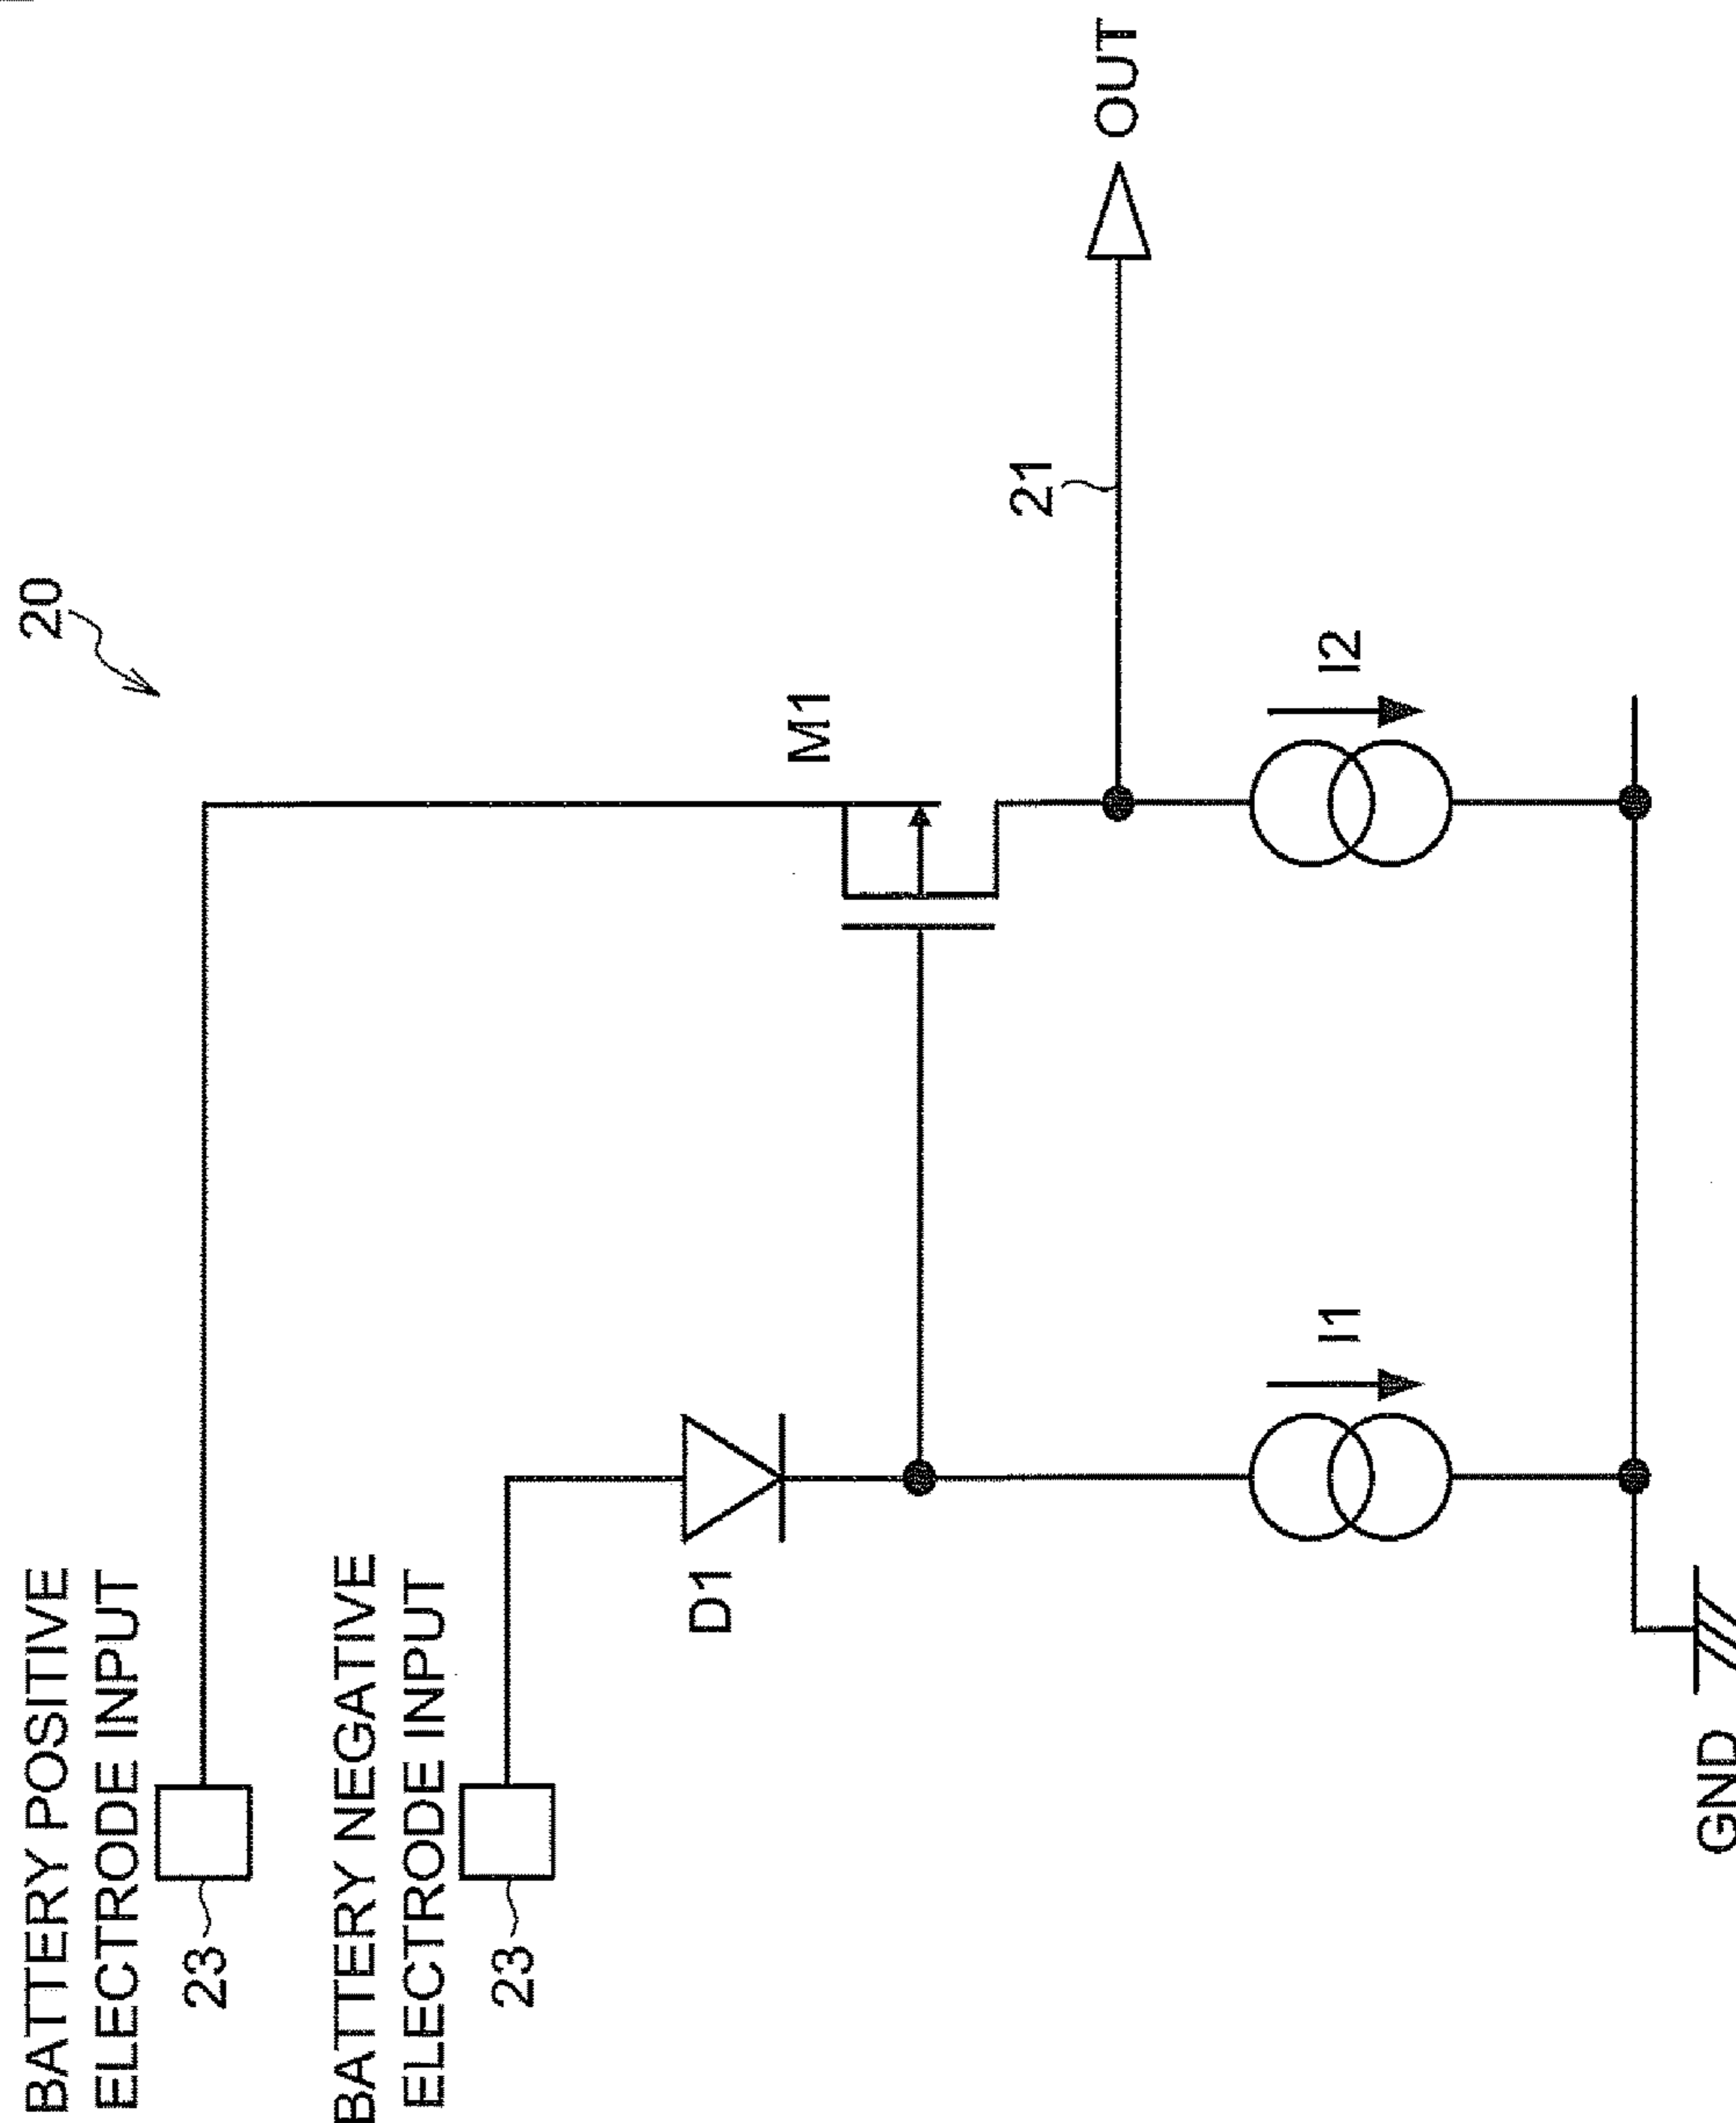 20
BATTERY POSITIVE
ELECTRODE INPUT
23
BATTERY NEGATIVE
ELECTRODE INPUT
23
D1
M1
21
OUT
I1
I2
GND